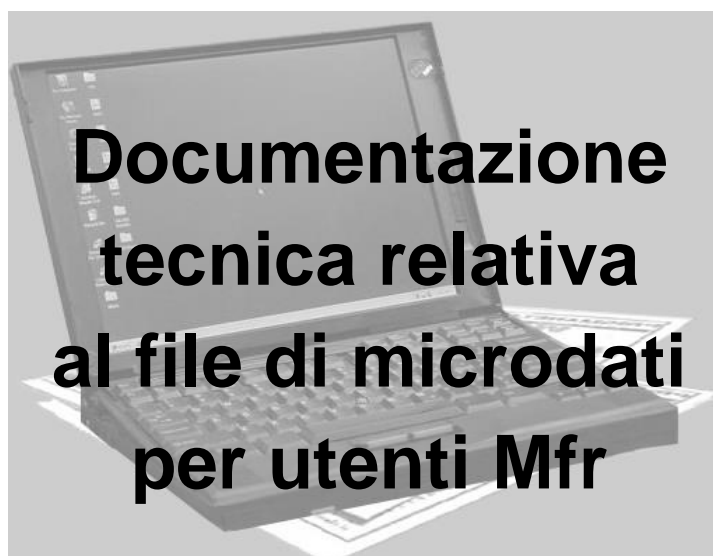 Documentazione
tecnica relativa
al file di microdati
per utenti Mfr